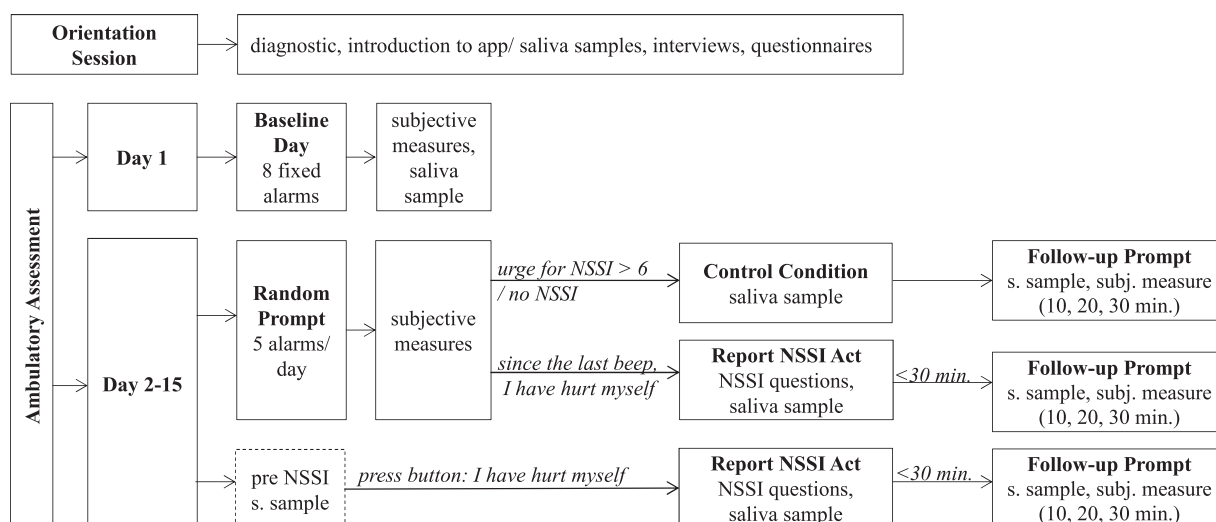 Orientation
Session
diagnostic, introduction to app/ saliva samples, interviews, questionnaires
Ambulatory Assessment
Day 1
Baseline
Day
8 fixed
alarms
subjective
measures,
saliva
sample
Day 2-15
Random
Prompt
5 alarms/
day
subjective
measures
urge for NSSI > 6
/ no NSSI
Control Condition
saliva sample
Follow-up Prompt
s. sample, subj. measure
(10, 20, 30 min.)
since the last beep,
I have hurt myself
Report NSSI Act
NSSI questions,
saliva sample
<30 min.
Follow-up Prompt
s. sample, subj. measure
(10, 20, 30 min.)
pre NSSI
s. sample
press button: I have hurt myself
Report NSSI Act
NSSI questions,
saliva sample
<30 min.
Follow-up Prompt
s. sample, subj. measure
(10, 20, 30 min.)